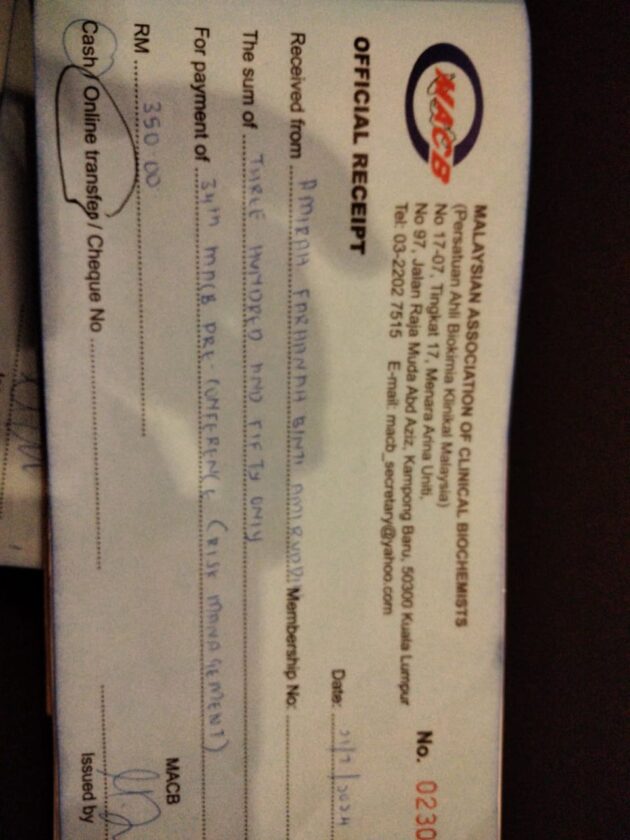 MACB
MALAYSIAN ASSOCIATION OF CLINICAL BIOCHEMISTS
(Persatuan Ahli Biokimia Klinikal Malaysia)
No 17-07, Tingkat 17, Menara Arina Uniti,
No 97, Jalan Raja Muda Abd Aziz, Kampong Baru, 50300 Kuala Lumpur
Tel: 03-2202 7515 E-mail: macb_secretary@yahoo.com
No. 0230
OFFICIAL RECEIPT
Date:
Received from AMIRAH FARHANAH BINTI Membership No:
The sum of THREE HUNDRED AND FIFTY ONLY
For payment of 34th MACB PRE-CONFERENCE (RISK MANAGEMENT)
RM 350.00
Cash / Online transfer / Cheque No
MACB
Issued by